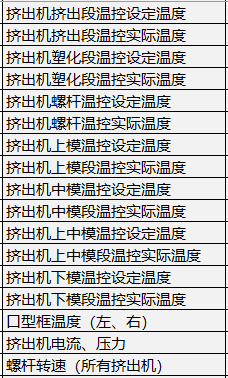 挤出机挤出段温控设定温度
挤出机挤出段温控实际温度
挤出机塑化段温控设定温度
挤出机塑化段温控实际温度
挤出机螺杆温控设定温度
挤出机螺杆温控实际温度
挤出机上模温控设定温度
挤出机上模段温控实际温度
挤出机中模温控设定温度
挤出机中模段温控实际温度
挤出机上中模温控设定温度
挤出机上中模段温控实际温度
挤出机下模温控设定温度
挤出机下模段温控实际温度
口型框温度（左、右）
挤出机电流、压力
螺杆转速（所有挤出机）